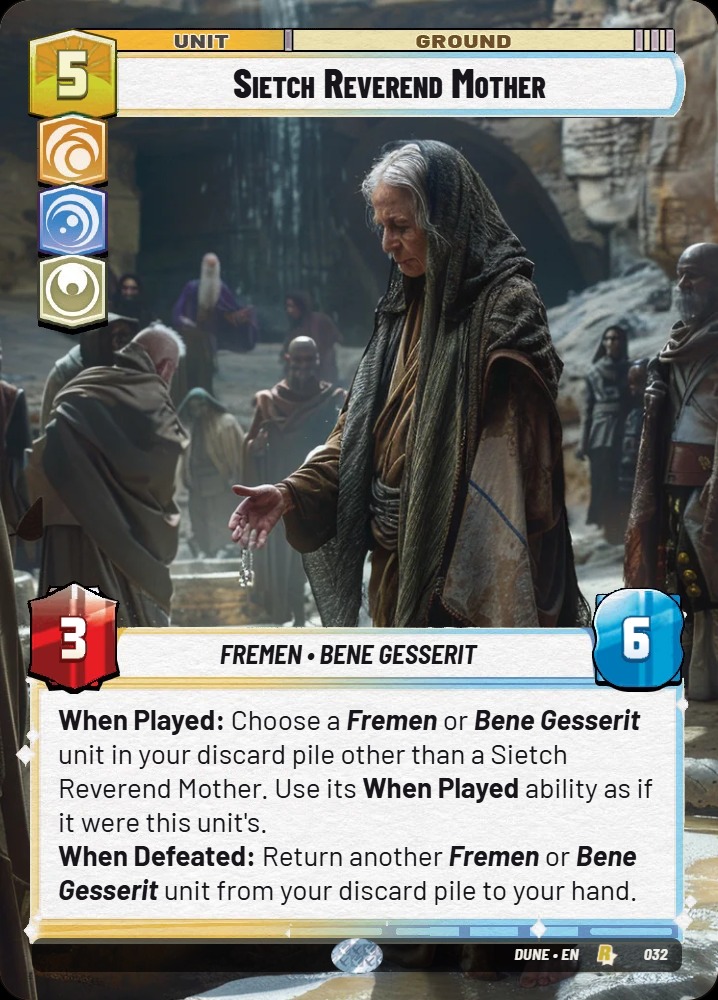 UNIT GROUND
5
Sietch Reverend Mother
3
6
FREMEN • BENE GESSERIT
When Played: Choose a Fremen or Bene Gesserit
unit in your discard pile other than a Sietch
Reverend Mother. Use its When Played ability as if
it were this unit's.
When Defeated: Return another Fremen or Bene
Gesserit unit from your discard pile to your hand.
DUNE • EN R 032